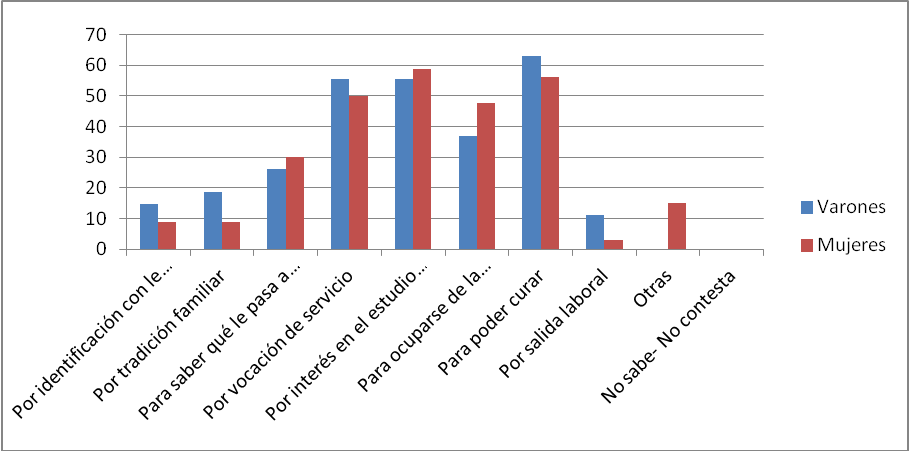 70
60
50
40
30
20
10
0
Varones
Mujeres
Por identificación con le...
Por tradición familiar
Para saber qué le pasa a...
Por vocación de servicio
Por interés en el estudio...
Para ocuparse de la...
Para poder curar
Por salida laboral
Otras
No sabe- No contesta